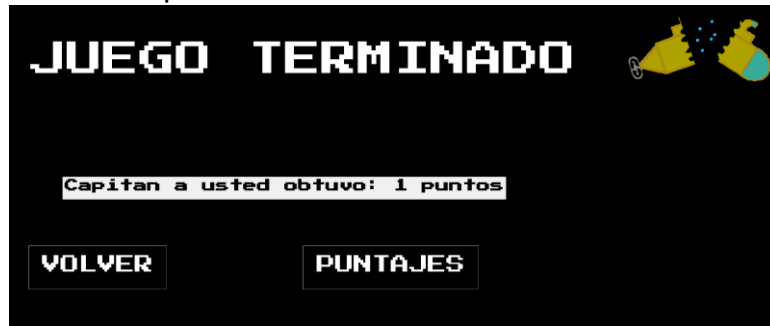 JUEGO TERMINADO
Capitan a usted obtuvo: 1 puntos
VOLVER
PUNTAJES